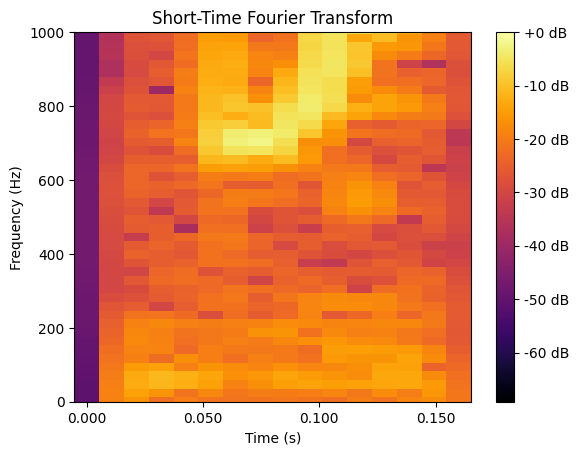 Short-Time Fourier Transform
1000
800
600
400
200
0
Frequency (Hz)
0.000
0.050
0.100
0.150
Time (s)
+0 dB
-10 dB
-20 dB
-30 dB
-40 dB
-50 dB
-60 dB